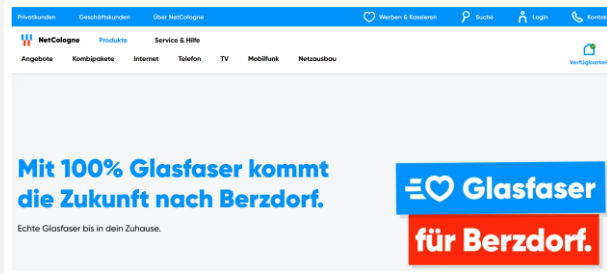 Privatkunden Geschäftskunden Über NetCologne Werben & Kassieren Suche Login Kontakt
NetCologne Produkte Service & Hilfe
Angebote Kombipakete Internet Telefon TV Mobilfunk Netzausbau
Mit 100% Glasfaser kommt
die Zukunft nach Berzdorf.
Echte Glasfaser bis in dein Zuhause.
Glasfaser
für Berzdorf.